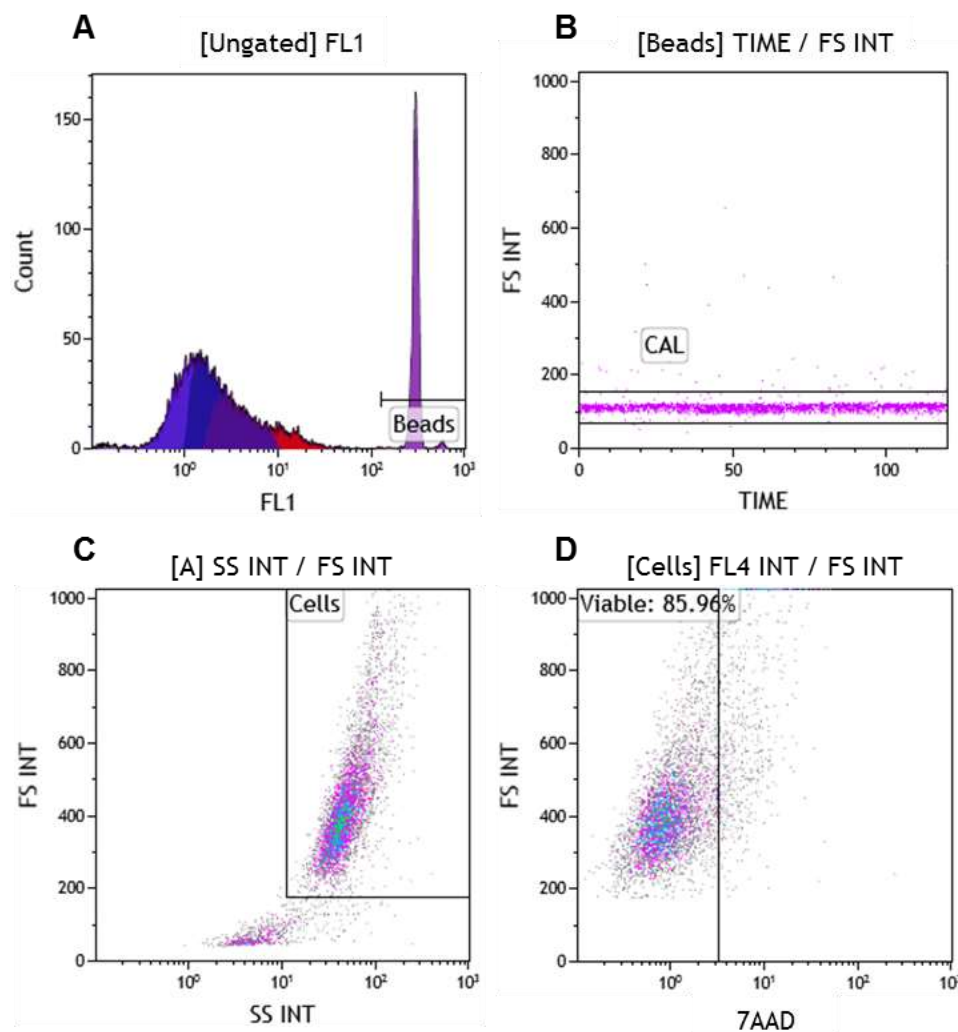 A
[Ungated] FL1
150
100
50
0
Count
Beads
10⁰
10¹
10²
10³
FL1
B
[Beads] TIME / FS INT
1000
800
600
400
200
0
FS INT
CAL
0
50
100
TIME
C
[A] SS INT / FS INT
1000
800
600
400
200
0
FS INT
Cells
10⁰
10¹
10²
10³
SS INT
D
[Cells] FL4 INT / FS INT
1000
800
600
400
200
0
FS INT
Viable: 85.96%
10⁰
10¹
10²
10³
7AAD